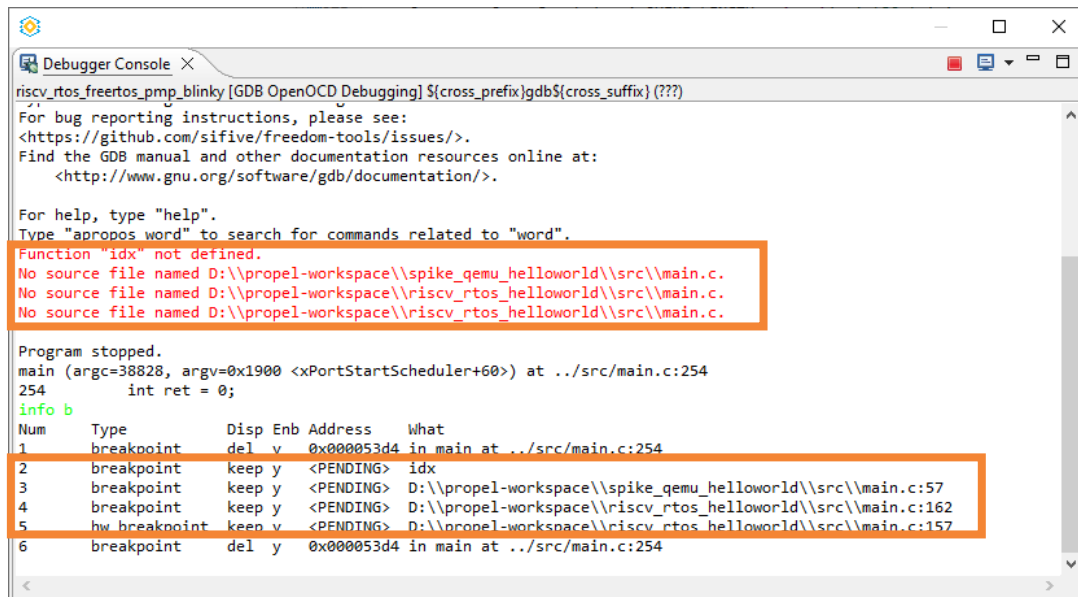 Debugger Console
riscv_rtos_freertos_pmp_blinky [GDB OpenOCD Debugging] ${cross_prefix}gdb${cross_suffix} (???)
For bug reporting instructions, please see:
<https://github.com/sifive/freedom-tools/issues/>.
Find the GDB manual and other documentation resources online at:
    <http://www.gnu.org/software/gdb/documentation/>.
For help, type "help".
Type "apropos word" to search for commands related to "word".
Function "idx" not defined.
No source file named D:\\propel-workspace\\spike_qemu_helloworld\\src\\main.c.
No source file named D:\\propel-workspace\\riscv_rtos_helloworld\\src\\main.c.
No source file named D:\\propel-workspace\\riscv_rtos_helloworld\\src\\main.c.
Program stopped.
main (argc=38828, argv=0x1900 <xPortStartScheduler+60>) at ../src/main.c:254
254          int ret = 0;
info b
Num     Type           Disp Enb Address    What
1       breakpoint     del  y   0x000053d4 in main at ../src/main.c:254
2       breakpoint     keep y   <PENDING>  idx
3       breakpoint     keep y   <PENDING>  D:\\propel-workspace\\spike_qemu_helloworld\\src\\main.c:57
4       breakpoint     keep y   <PENDING>  D:\\propel-workspace\\riscv_rtos_helloworld\\src\\main.c:162
5       hw breakpoint  keep y   <PENDING>  D:\\propel-workspace\\riscv_rtos_helloworld\\src\\main.c:157
6       breakpoint     del  y   0x000053d4 in main at ../src/main.c:254